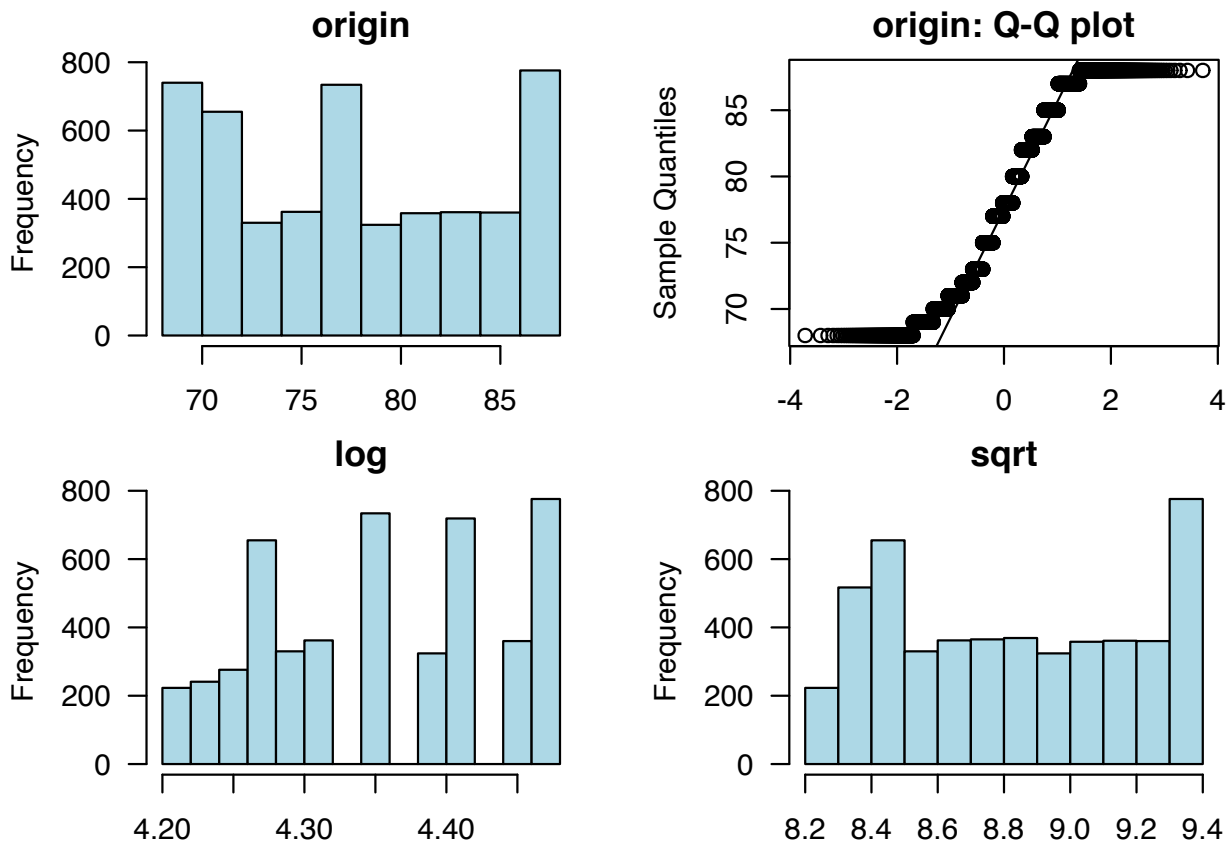 origin
Frequency
800
600
400
200
0
70 75 80 85
origin: Q-Q plot
Sample Quantiles
85
80
75
70
-4 -2 0 2 4
log
Frequency
800
600
400
200
0
4.20 4.30 4.40
sqrt
Frequency
800
600
400
200
0
8.2 8.4 8.6 8.8 9.0 9.2 9.4